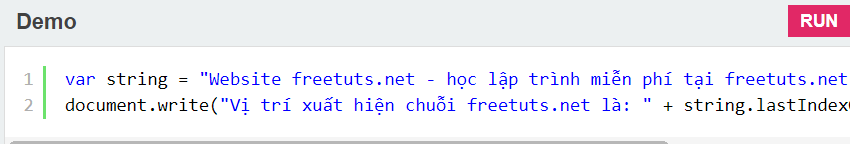 Demo
RUN
1 var string = "Website freetuts.net - học lập trình miễn phí tại freetuts.net
2 document.write("Vị trí xuất hiện chuỗi freetuts.net là: " + string.lastIndex